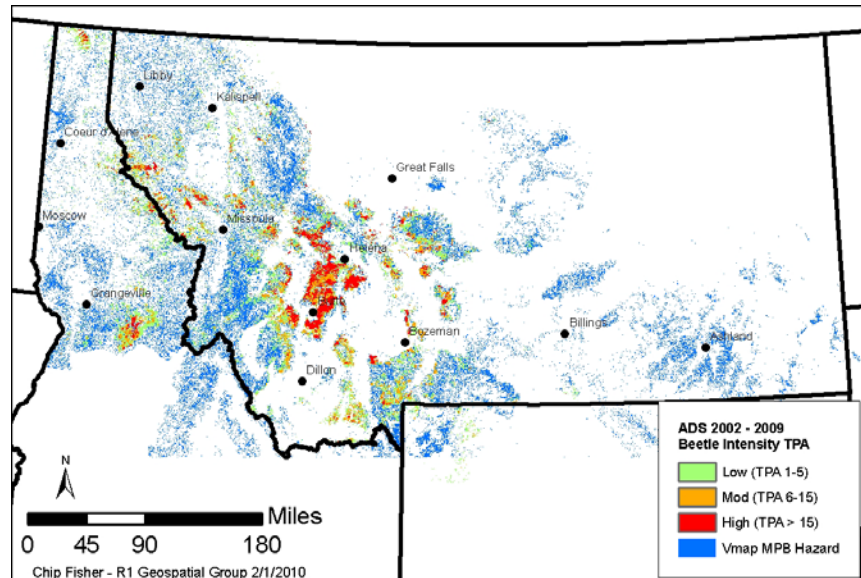 Libby
Kalispell
Coeur d'Alene
Great Falls
Moscow
Missoula
Helena
Grangeville
Butte
Billings
Bozeman
Ashland
Dillon
ADS 2002 - 2009
Beetle Intensity TPA
Low (TPA 1-5)
Mod (TPA 6-15)
High (TPA > 15)
Vmap MPB Hazard
N
Miles
0 45 90 180
Chip Fisher - R1 Geospatial Group 2/1/2010